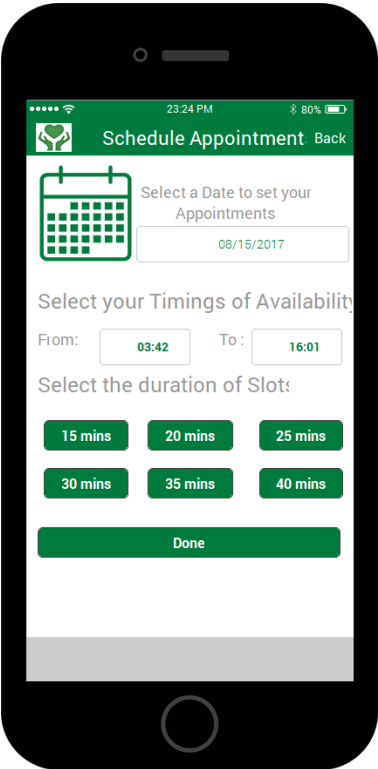 23:24 PM 80%
Schedule Appointment Back
Select a Date to set your
Appointments
08/15/2017
Select your Timings of Availability
From: 03:42 To : 16:01
Select the duration of Slots
15 mins 20 mins 25 mins
30 mins 35 mins 40 mins
Done